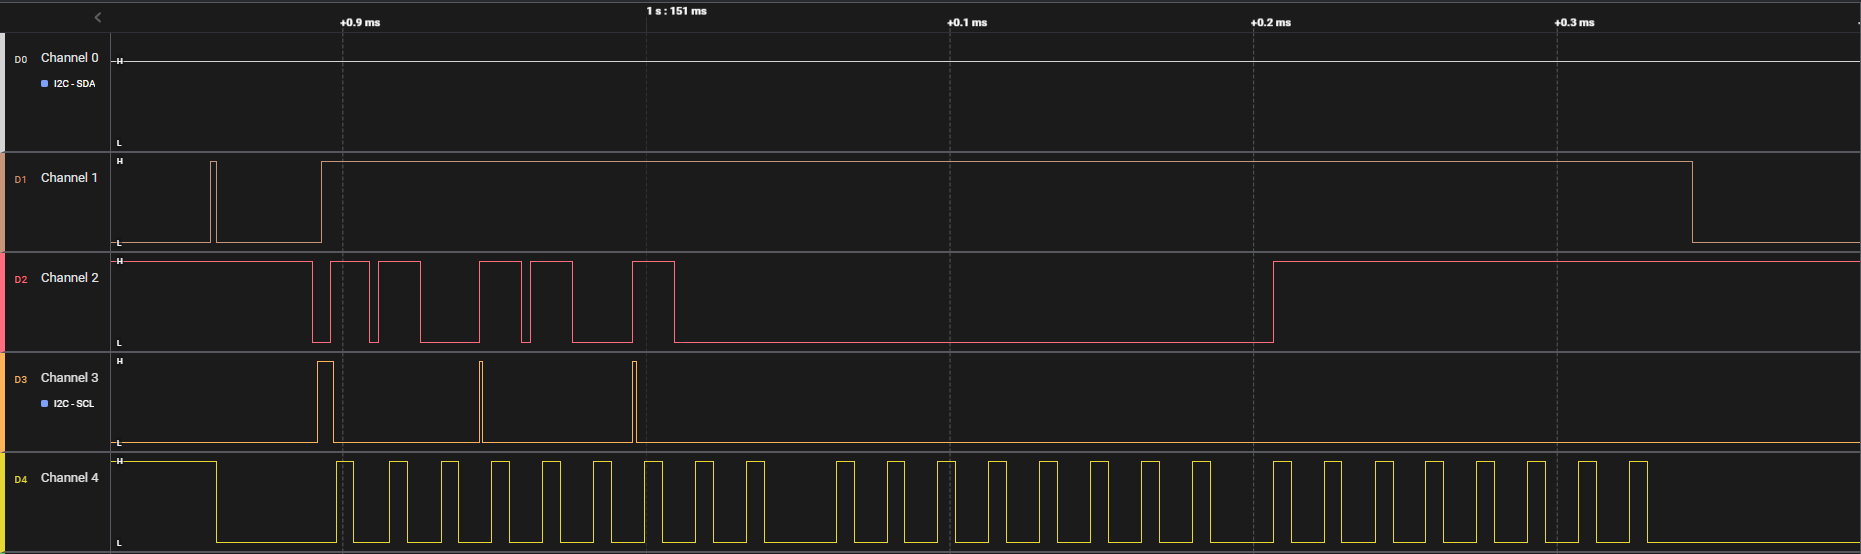 1 s : 151 ms
+0.9 ms +0.1 ms +0.2 ms +0.3 ms
D0 Channel 0 H
I2C - SDA
L
H
D1 Channel 1
L
H
D2 Channel 2
L
H
D3 Channel 3
I2C - SCL
L
H
D4 Channel 4
L